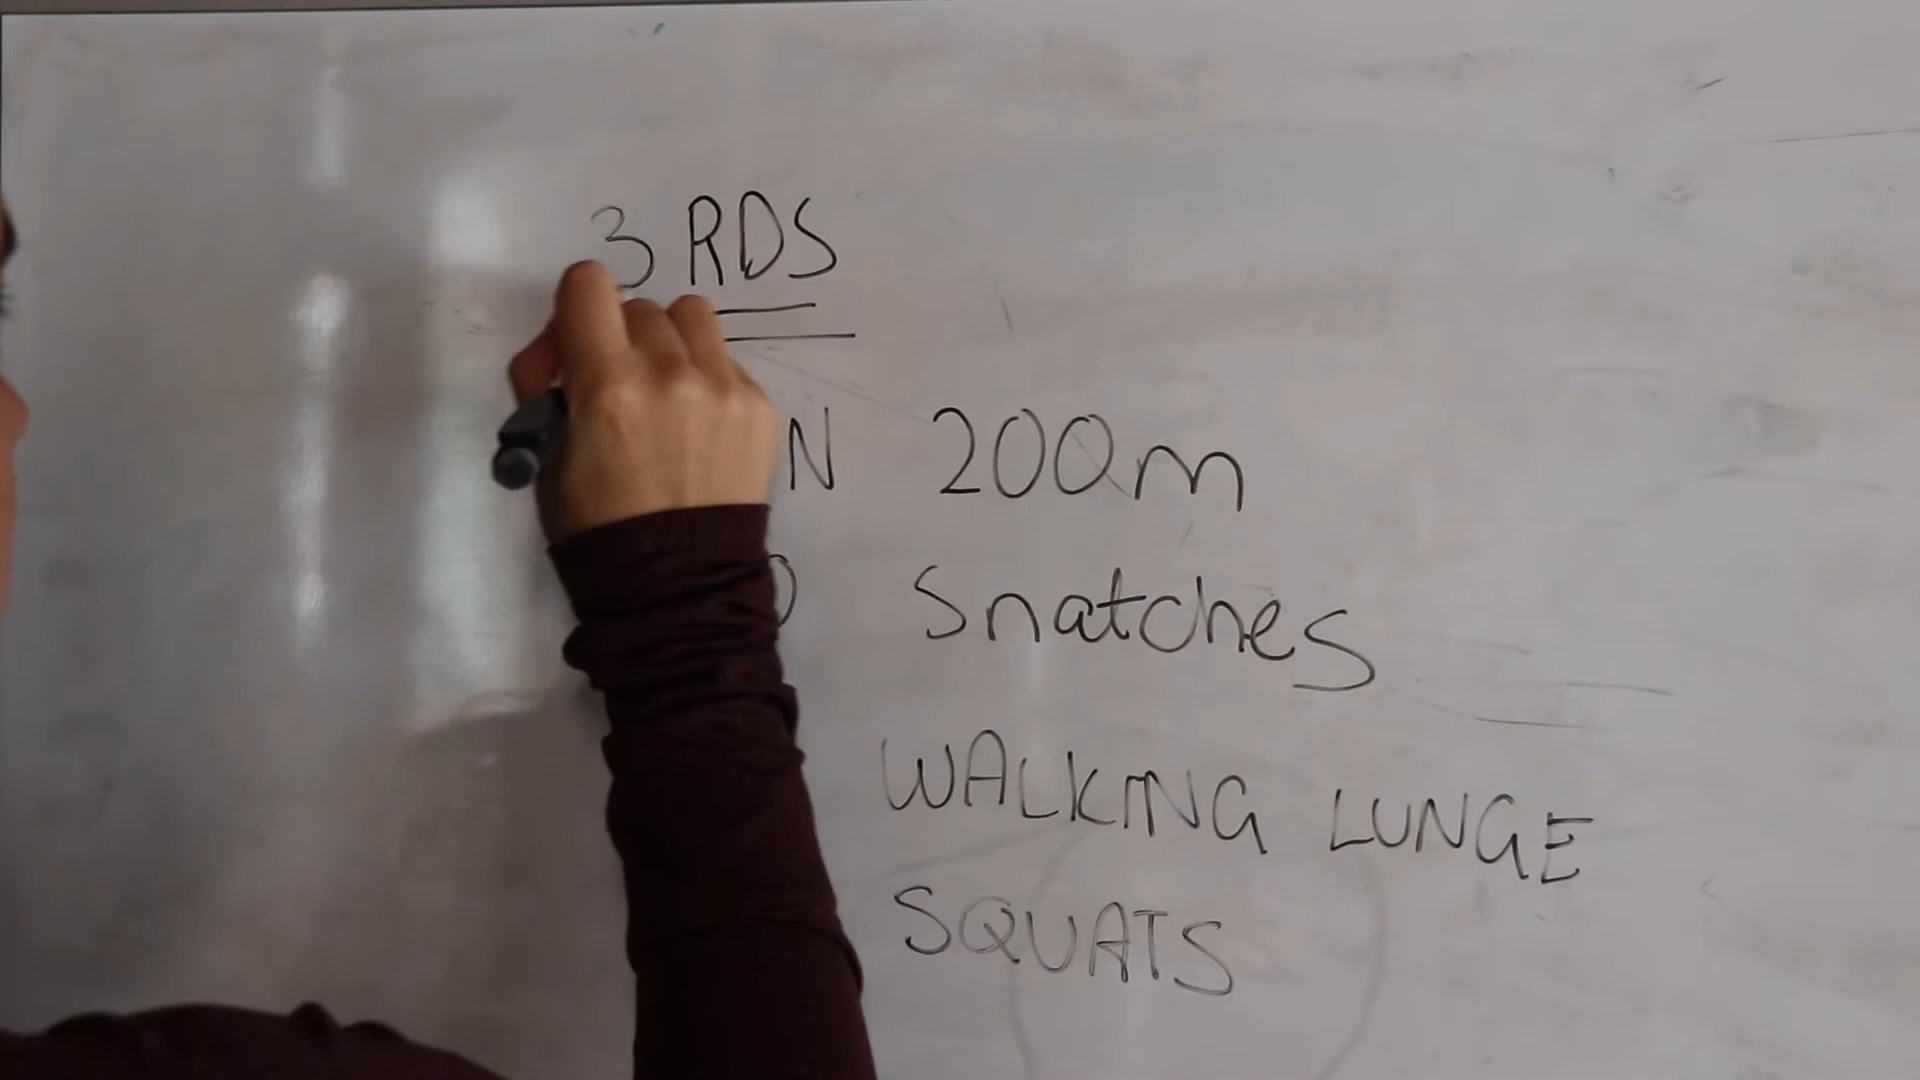 3 RDS
N 200m
Snatches
WALKING LUNGE
SQUATS